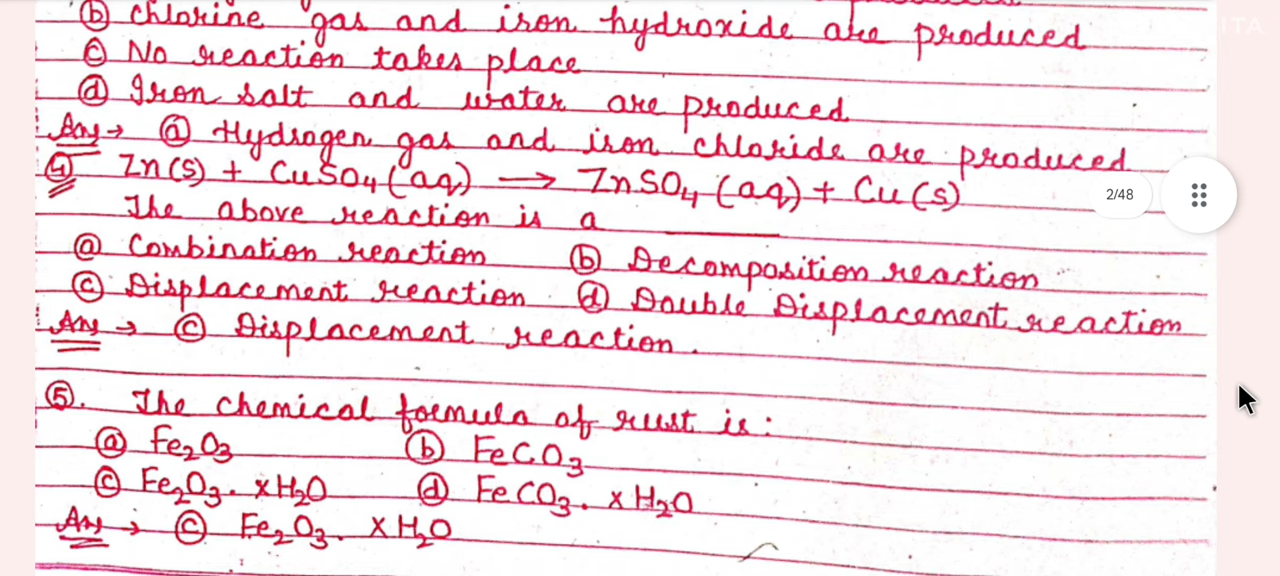 ⓑ Chlorine gas and iron hydroxide are produced
ⓒ No reaction takes place
ⓓ Iron salt and water are produced
Ans → ⓐ Hydrogen gas and iron chloride are produced
④ Zn(s) + CuSO₄(aq) → ZnSO₄(aq) + Cu(s)
2/48
The above reaction is a ______
ⓐ Combination reaction ⓑ Decomposition reaction
ⓒ Displacement reaction ⓓ Double Displacement reaction
Ans → ⓒ Displacement reaction.
⑤. The chemical formula of rust is:
ⓐ Fe₂O₃ ⓑ FeCO₃
ⓒ Fe₂O₃. xH₂O ⓓ FeCO₃. xH₂O
Ans → ⓒ Fe₂O₃. xH₂O